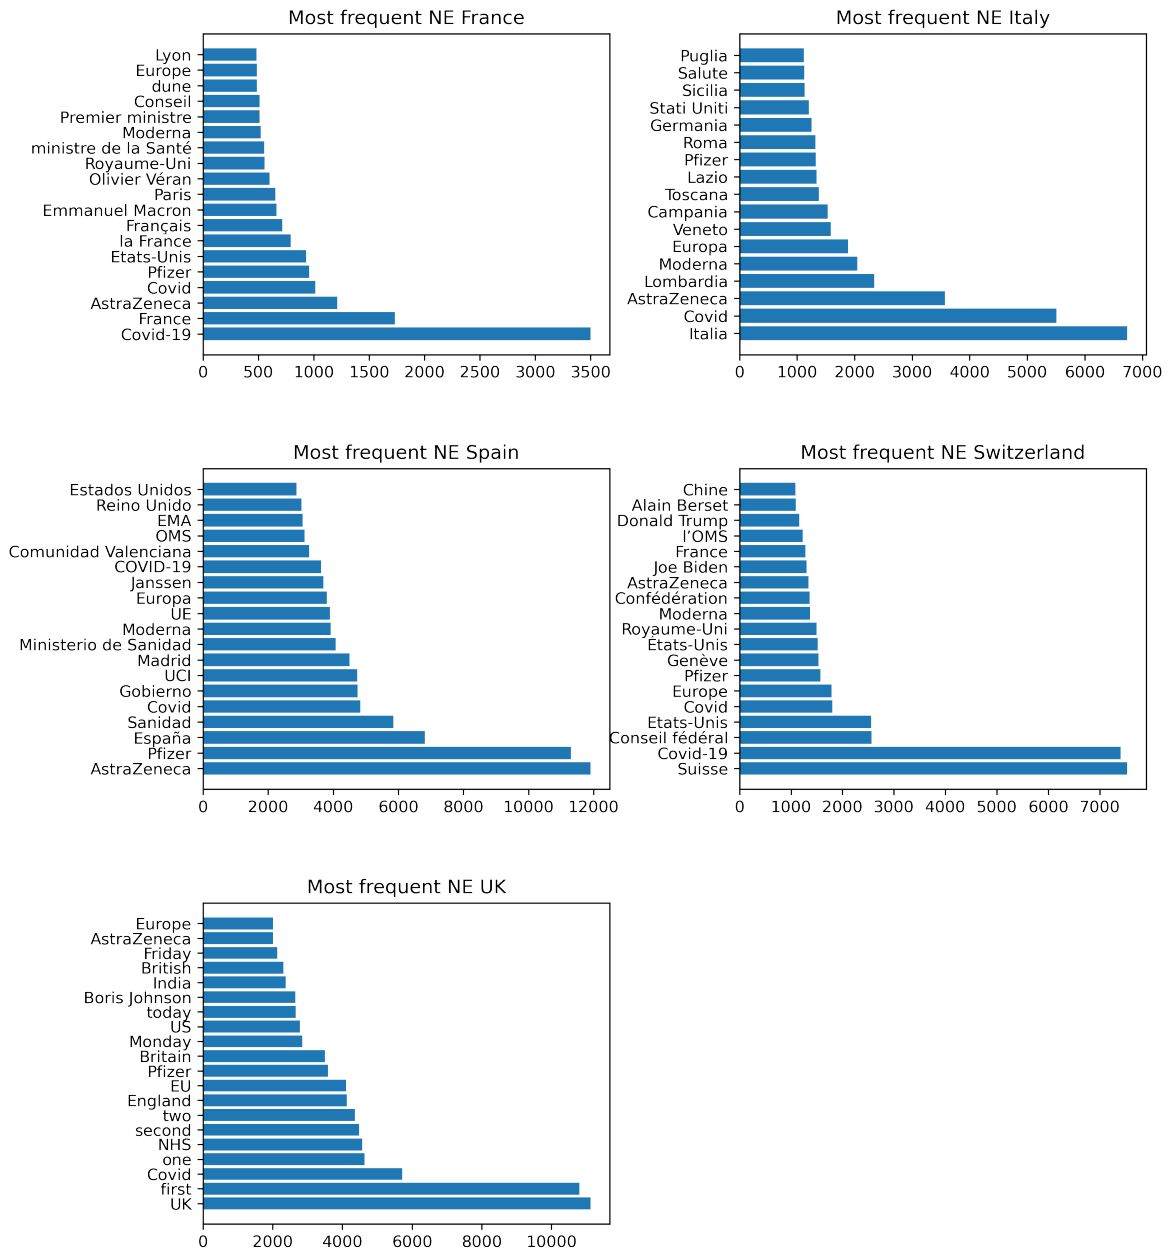 Most frequent NE France
Lyon
Europe
dune
Conseil
Premier ministre
Moderna
ministre de la Santé
Royaume-Uni
Olivier Véran
Paris
Emmanuel Macron
Français
la France
Etats-Unis
Pfizer
Covid
AstraZeneca
France
Covid-19
0 500 1000 1500 2000 2500 3000 3500
Most frequent NE Italy
Puglia
Salute
Sicilia
Stati Uniti
Germania
Roma
Pfizer
Lazio
Toscana
Campania
Veneto
Europa
Moderna
Lombardia
AstraZeneca
Covid
Italia
0 1000 2000 3000 4000 5000 6000 7000
Most frequent NE Spain
Estados Unidos
Reino Unido
EMA
OMS
Comunidad Valenciana
COVID-19
Janssen
Europa
UE
Moderna
Ministerio de Sanidad
Madrid
UCI
Gobierno
Covid
Sanidad
España
Pfizer
AstraZeneca
0 2000 4000 6000 8000 10000 12000
Most frequent NE Switzerland
Chine
Alain Berset
Donald Trump
l’OMS
France
Joe Biden
AstraZeneca
Confédération
Moderna
Royaume-Uni
États-Unis
Genève
Pfizer
Europe
Covid
Etats-Unis
Conseil fédéral
Covid-19
Suisse
0 1000 2000 3000 4000 5000 6000 7000
Most frequent NE UK
Europe
AstraZeneca
Friday
British
India
Boris Johnson
today
US
Monday
Britain
Pfizer
EU
England
two
second
NHS
one
Covid
first
UK
0 2000 4000 6000 8000 10000